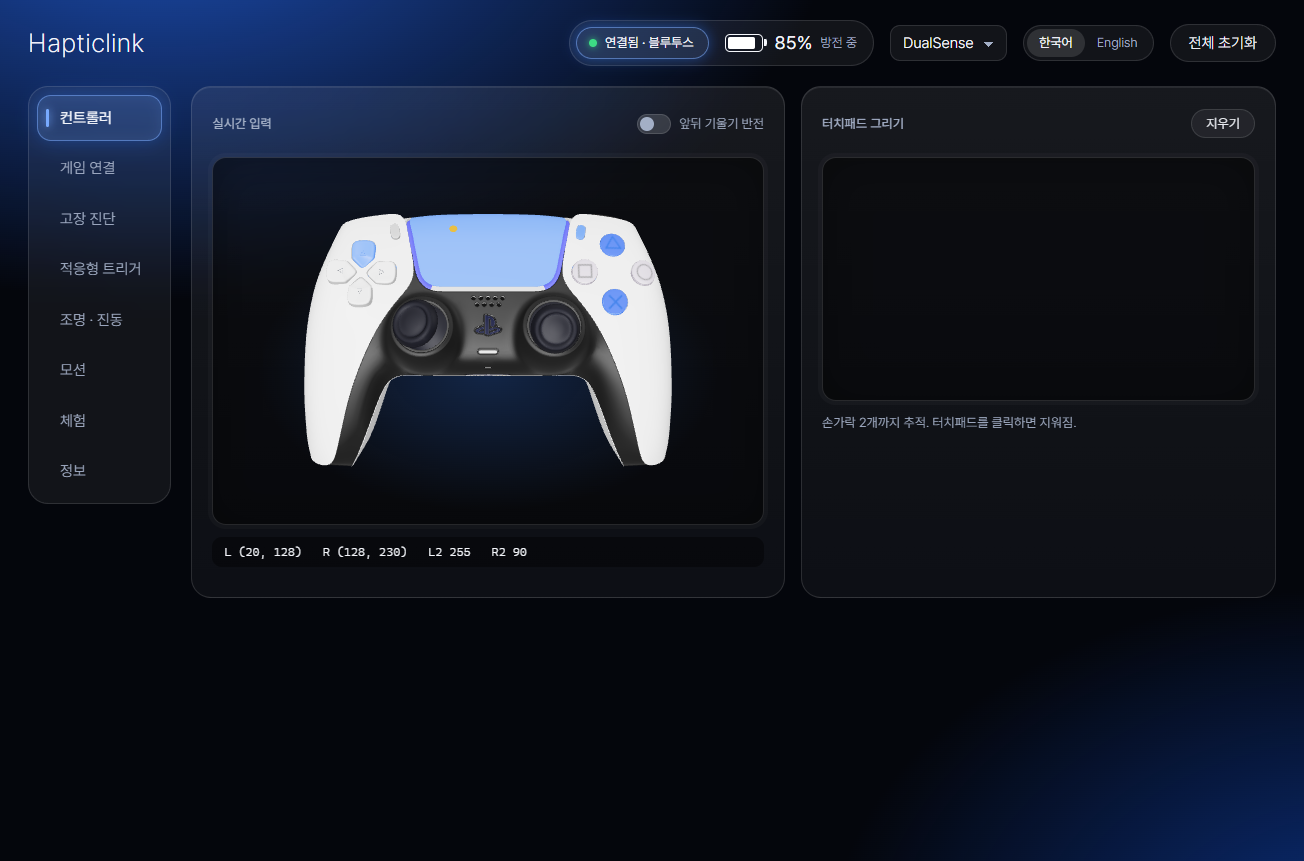 Hapticlink
연결됨 · 블루투스
85% 방전 중
DualSense
한국어 English
전체 초기화
컨트롤러
게임 연결
고장 진단
적응형 트리거
조명 · 진동
모션
체험
정보
실시간 입력
앞뒤 기울기 반전
L (20, 128) R (128, 230) L2 255 R2 90
터치패드 그리기
지우기
손가락 2개까지 추적. 터치패드를 클릭하면 지워짐.